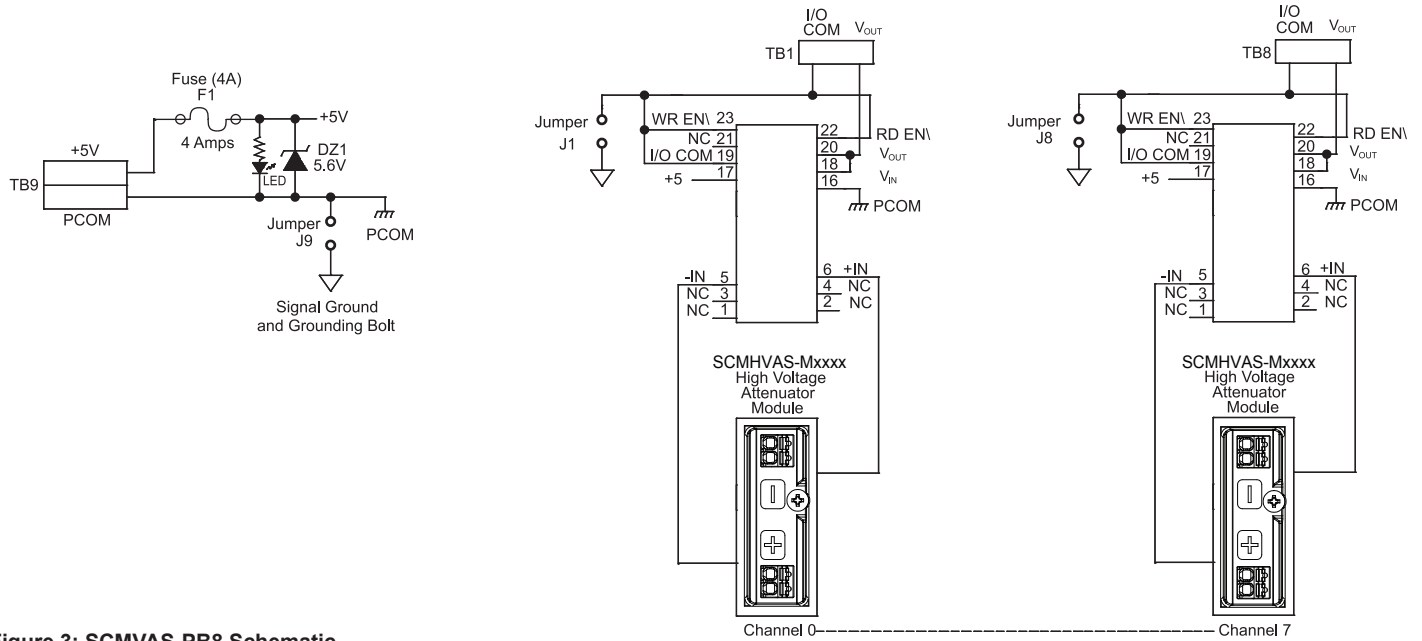 Fuse (4A)
F1
4 Amps
+5V
+5V
DZ1
5.6V
LED
TB9
PCOM
Jumper
J9
PCOM
Signal Ground
and Grounding Bolt
I/O
COM VOUT
TB1
Jumper
J1
WR EN\ 23
NC 21
I/O COM 19
+5 17
22 RD EN\
20 VOUT
18
16 VIN
PCOM
-IN 5
NC 3
NC 1
6 +IN
4 NC
2 NC
SCMHVAS-Mxxxx
High Voltage
Attenuator
Module
Channel 0
I/O
COM VOUT
TB8
Jumper
J8
WR EN\ 23
NC 21
I/O COM 19
+5 17
22 RD EN\
20 VOUT
18
16 VIN
PCOM
-IN 5
NC 3
NC 1
6 +IN
4 NC
2 NC
SCMHVAS-Mxxxx
High Voltage
Attenuator
Module
Channel 7